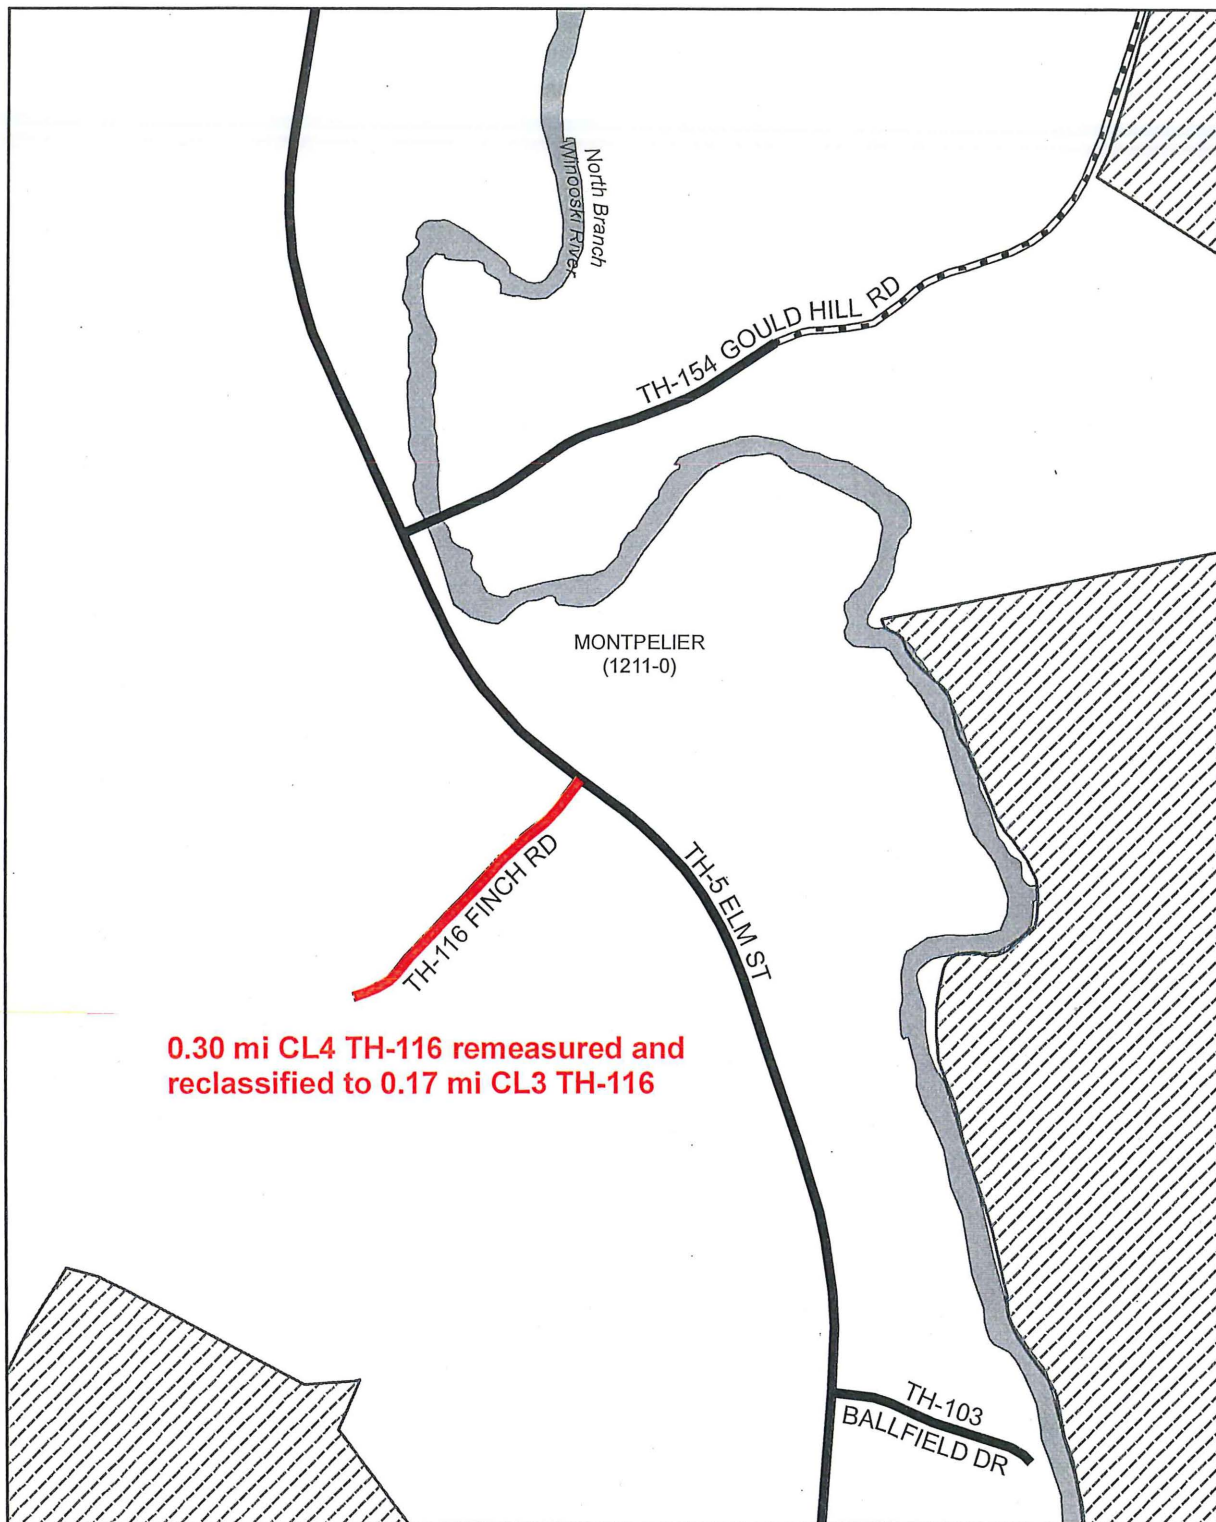 North Branch
Winooski River
TH-154 GOULD HILL RD
MONTPELIER
(1211-0)
TH-116 FINCH RD
TH-5 ELM ST
0.30 mi CL4 TH-116 remeasured and
reclassified to 0.17 mi CL3 TH-116
TH-103
BALLFIELD DR